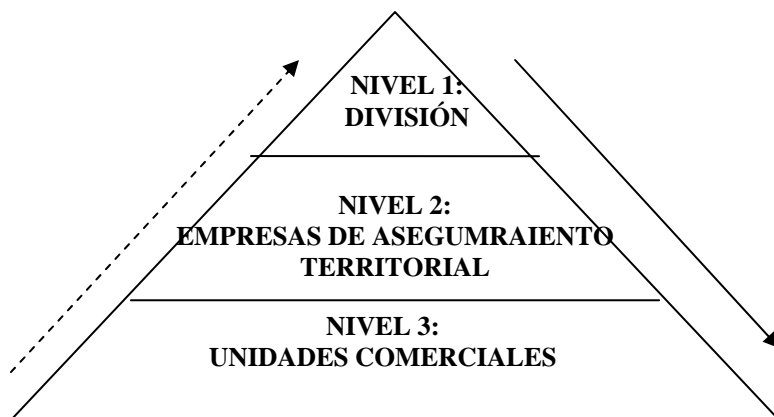 NIVEL 1:
DIVISIÓN
NIVEL 2:
EMPRESAS DE ASEGUMRAIENTO
TERRITORIAL
NIVEL 3:
UNIDADES COMERCIALES